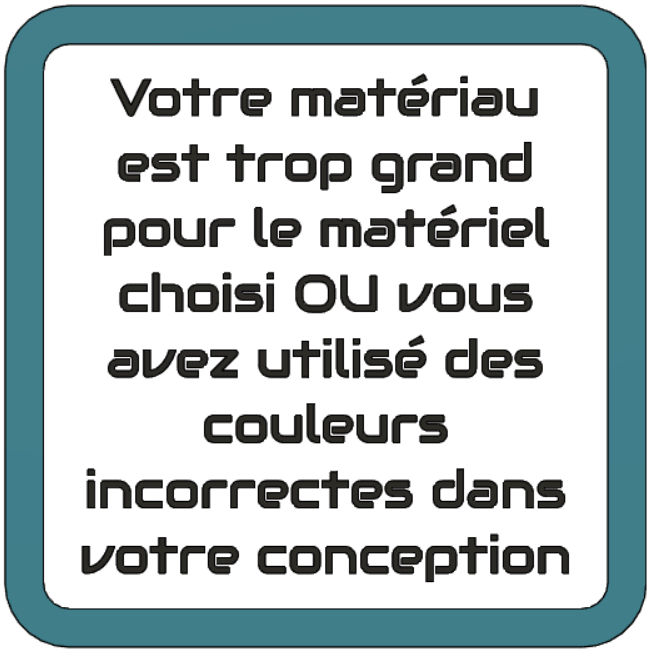 Votre matériau
est trop grand
pour le matériel
choisi OU vous
avez utilisé des
couleurs
incorrectes dans
votre conception